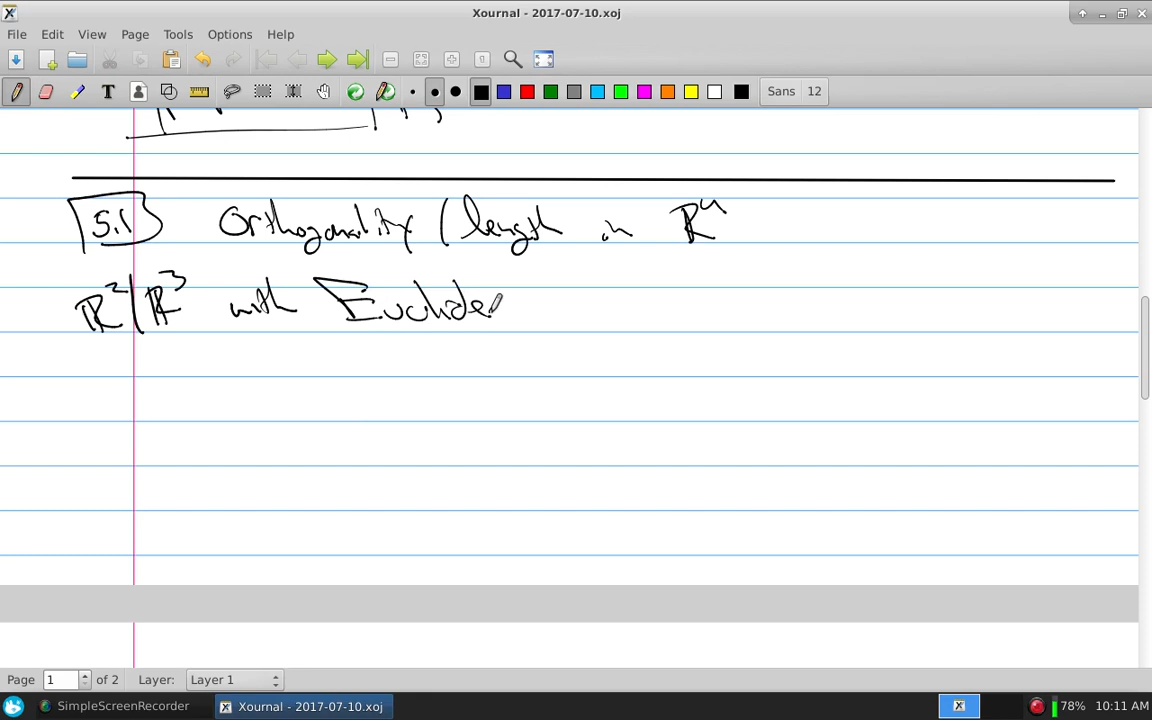 Xournal - 2017-07-10.xoj
File Edit View Page Tools Options Help
Sans 12
5.1 Orthogonality / length in ℝⁿ
ℝ²/ℝ³ with Euclidea
Page 1 of 2 Layer: Layer 1
SimpleScreenRecorder Xournal - 2017-07-10.xoj 78% 10:11 AM